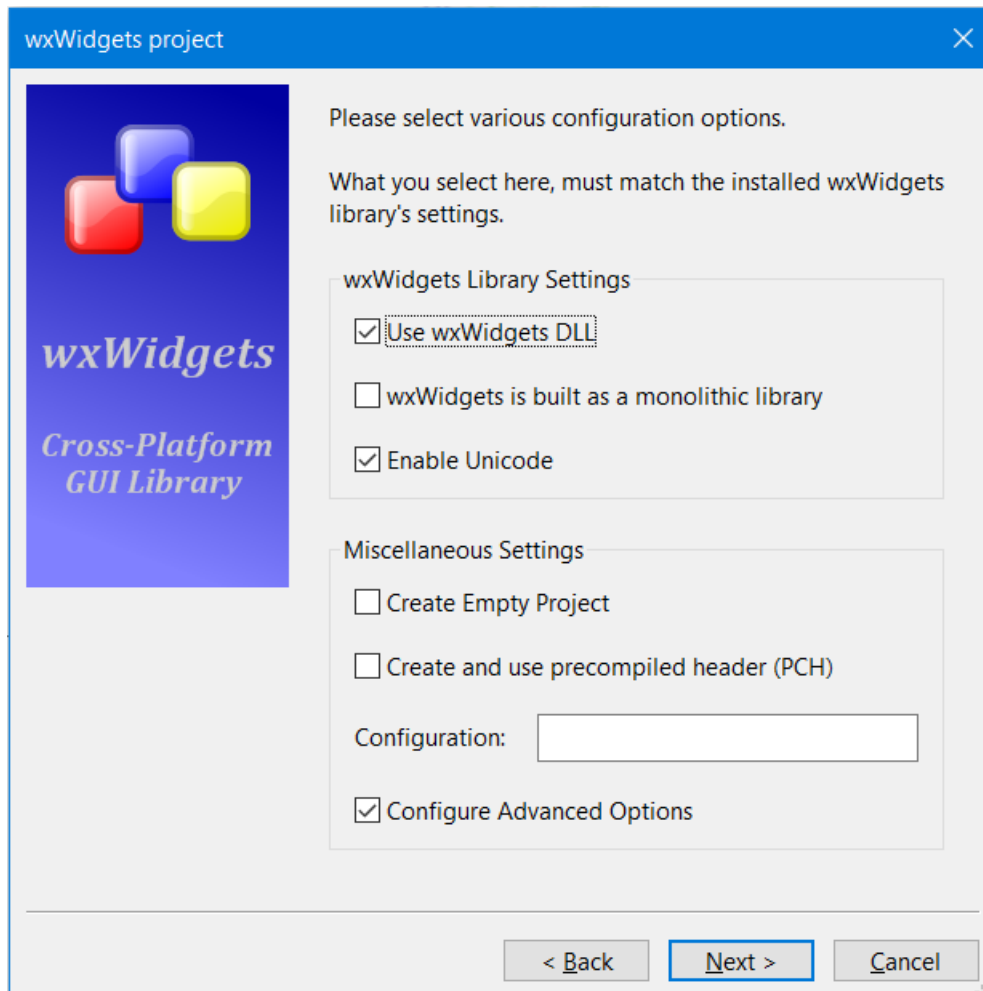 wxWidgets project
wxWidgets
Cross-Platform
GUI Library
Please select various configuration options.
What you select here, must match the installed wxWidgets
library's settings.
wxWidgets Library Settings
Use wxWidgets DLL
wxWidgets is built as a monolithic library
Enable Unicode
Miscellaneous Settings
Create Empty Project
Create and use precompiled header (PCH)
Configuration:
Configure Advanced Options
< Back
Next >
Cancel